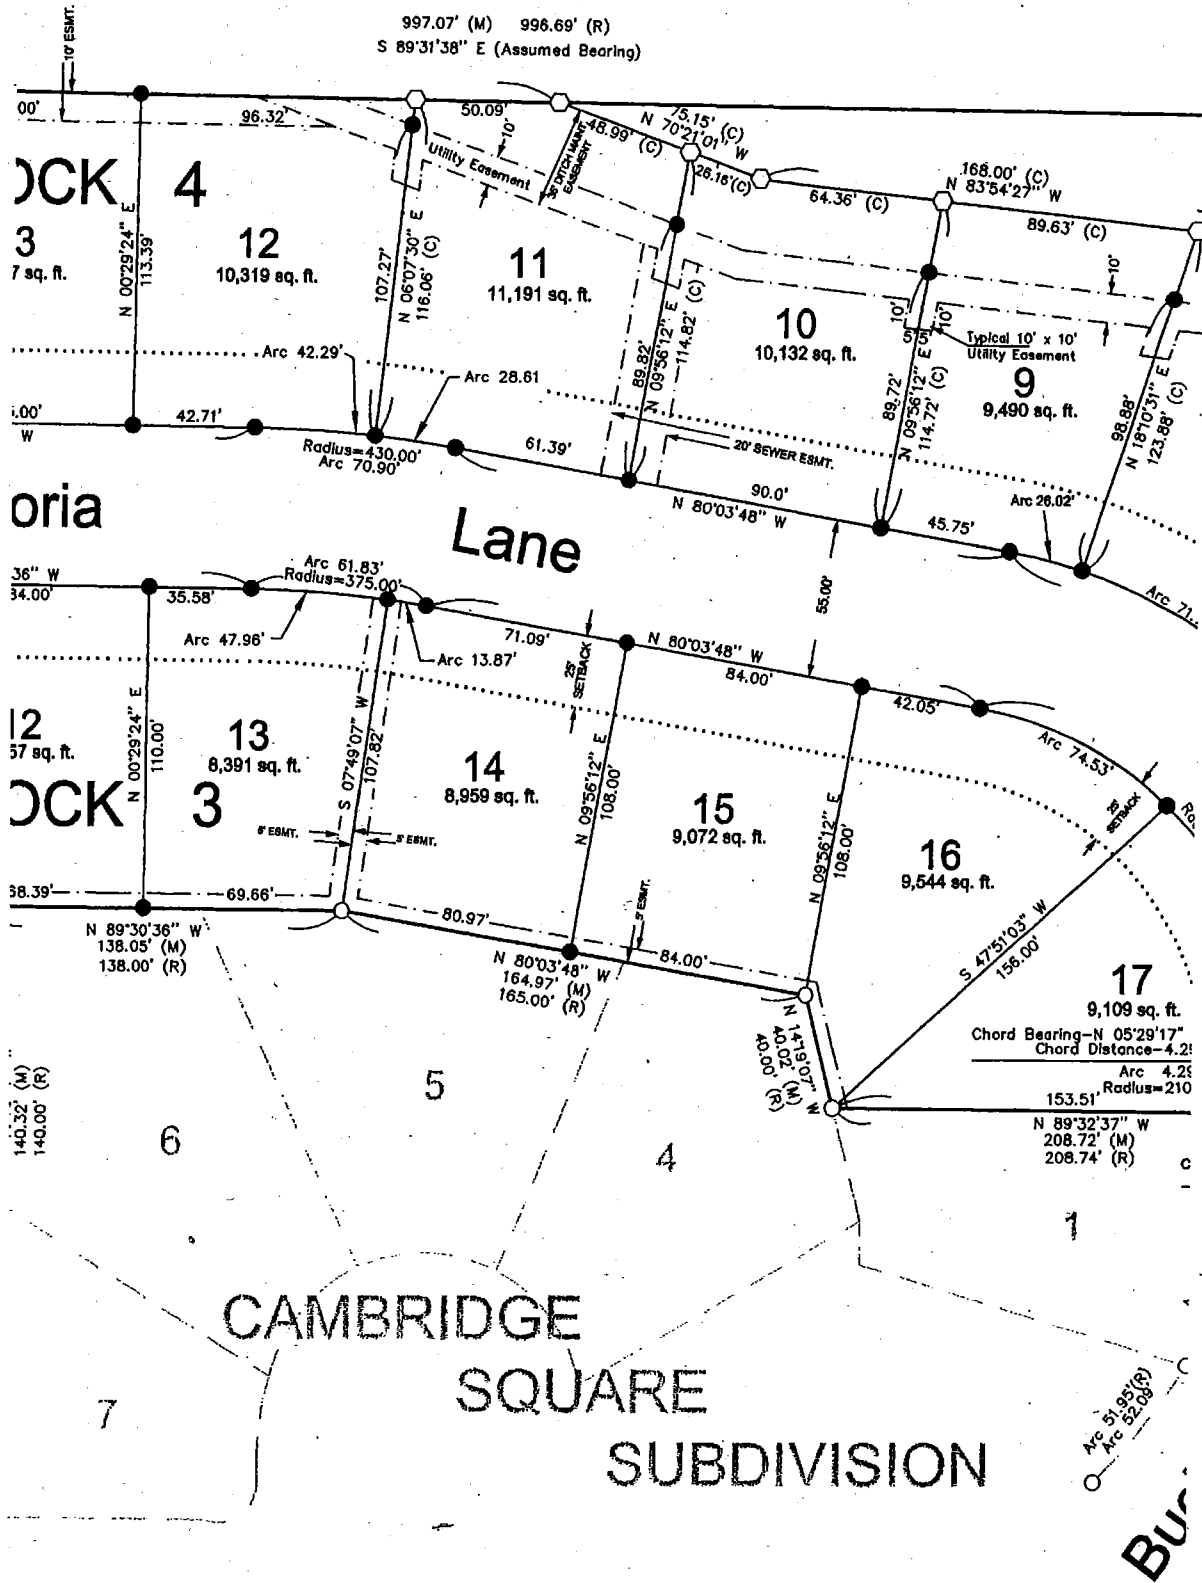 997.07' (M) 996.69' (R)
S 89°31'38" E (Assumed Bearing)
10' ESMT.
00'
96.32'
50.09'
10'
75.15' (C)
N 70°21'01" W
48.99' (C)
26.16'(C)
36' DITCH MAINT.
EASEMENT
Utility Easement
64.36' (C)
168.00' (C)
N 83°54'27" W
89.63' (C)
OCK 4
3
7 sq. ft.
N 00°29'24" E
113.39'
12
10,319 sq. ft.
107.27'
N 06°07'30" E
116.06' (C)
11
11,191 sq. ft.
89.82'
N 09°56'12" E
114.82' (C)
10
10,132 sq. ft.
10'
10'
5' 5'
10'
Typical 10' x 10'
Utility Easement
9
9,490 sq. ft.
89.72'
N 09°56'12" E
114.72' (C)
98.88'
N 18°10'31" E
123.88' (C)
Arc 42.29'
Arc 28.61
.00'
W
42.71'
Radius=430.00'
Arc 70.90'
61.39'
20' SEWER ESMT.
90.0'
N 80°03'48" W
45.75'
Arc 26.02'
Arc 71.
oria Lane
55.00'
36" W
34.00'
35.58'
Arc 61.83'
Radius=375.00'
Arc 47.96'
Arc 13.87'
71.09'
25'
SETBACK
N 80°03'48" W
84.00'
42.05'
Arc 74.53'
25'
SETBACK
12
57 sq. ft.
N 00°29'24" E
110.00'
13
8,391 sq. ft.
S 07°49'07" W
107.82'
14
8,959 sq. ft.
N 09°56'12" E
108.00'
15
9,072 sq. ft.
N 09°56'12" E
108.00'
16
9,544 sq. ft.
S 47°51'03" W
156.00'
OCK 3
5' ESMT.
5' ESMT.
68.39'
69.66'
80.97'
5' ESMT.
84.00'
N 89°30'36" W
138.05' (M)
138.00' (R)
N 80°03'48" W
164.97' (M)
165.00' (R)
N 14°19'07" W
40.02' (M)
40.00' (R)
17
9,109 sq. ft.
Chord Bearing-N 05°29'17"
Chord Distance-4.2
Arc 4.29
Radius=210
153.51'
N 89°32'37" W
208.72' (M)
208.74' (R)
140.32' (M)
140.00' (R)
6
5
4
1
7
CAMBRIDGE
SQUARE
SUBDIVISION
Arc 51.95'(R)
Arc 52.09'